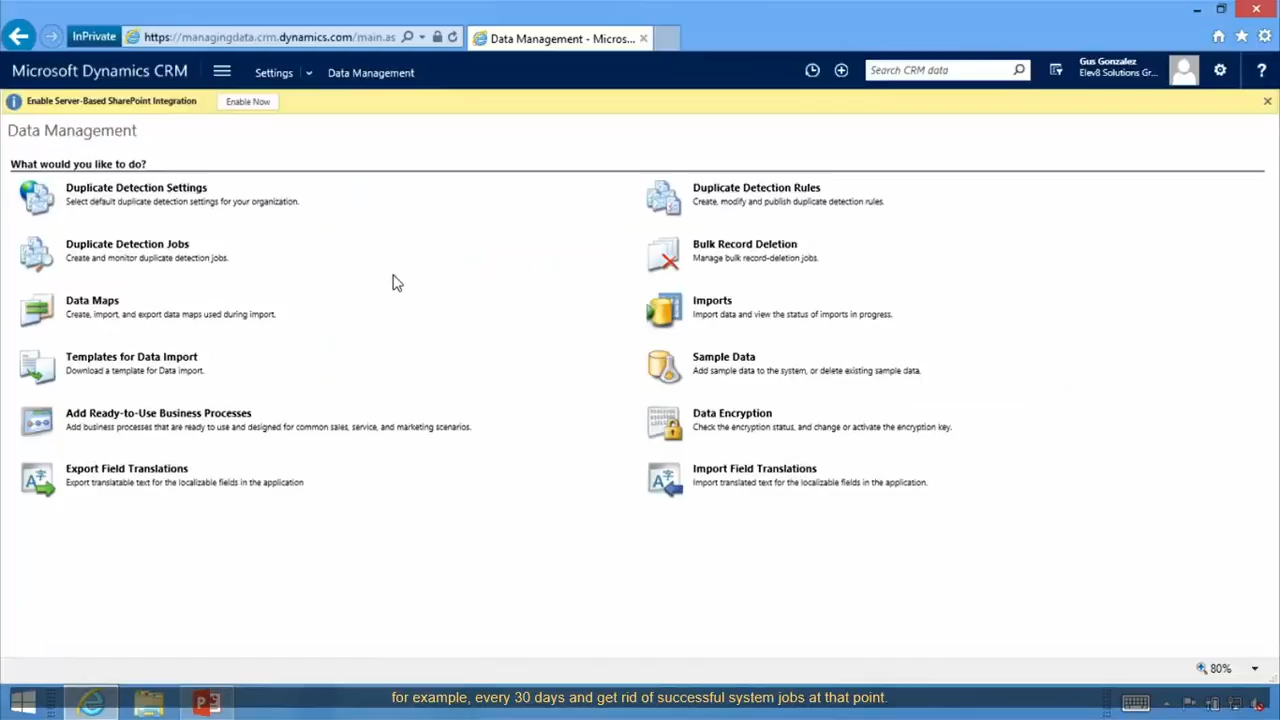 InPrivate
https://managingdata.crm.dynamics.com/main.as
Data Management - Micros...
Microsoft Dynamics CRM
Settings
Data Management
Search CRM data
Gus Gonzalez
Elev8 Solutions Gr...
?
Enable Server-Based SharePoint Integration
Enable Now
Data Management
What would you like to do?
Duplicate Detection Settings
Select default duplicate detection settings for your organization.
Duplicate Detection Rules
Create, modify and publish duplicate detection rules.
Duplicate Detection Jobs
Create and monitor duplicate detection jobs.
Bulk Record Deletion
Manage bulk record-deletion jobs.
Data Maps
Create, import, and export data maps used during import.
Imports
Import data and view the status of imports in progress.
Templates for Data Import
Download a template for Data import.
Sample Data
Add sample data to the system, or delete existing sample data.
Add Ready-to-Use Business Processes
Add business processes that are ready to use and designed for common sales, service, and marketing scenarios.
Data Encryption
Check the encryption status, and change or activate the encryption key.
Export Field Translations
Export translatable text for the localizable fields in the application
Import Field Translations
Import translated text for the localizable fields in the application.
80%
for example, every 30 days and get rid of successful system jobs at that point.